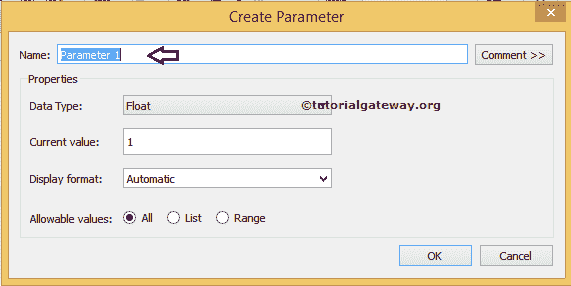 Create Parameter
Name: Parameter 1 Comment >>
Properties
Data Type: Float ©tutorialgateway.org
Current value: 1
Display format: Automatic
Allowable values: All List Range
OK Cancel